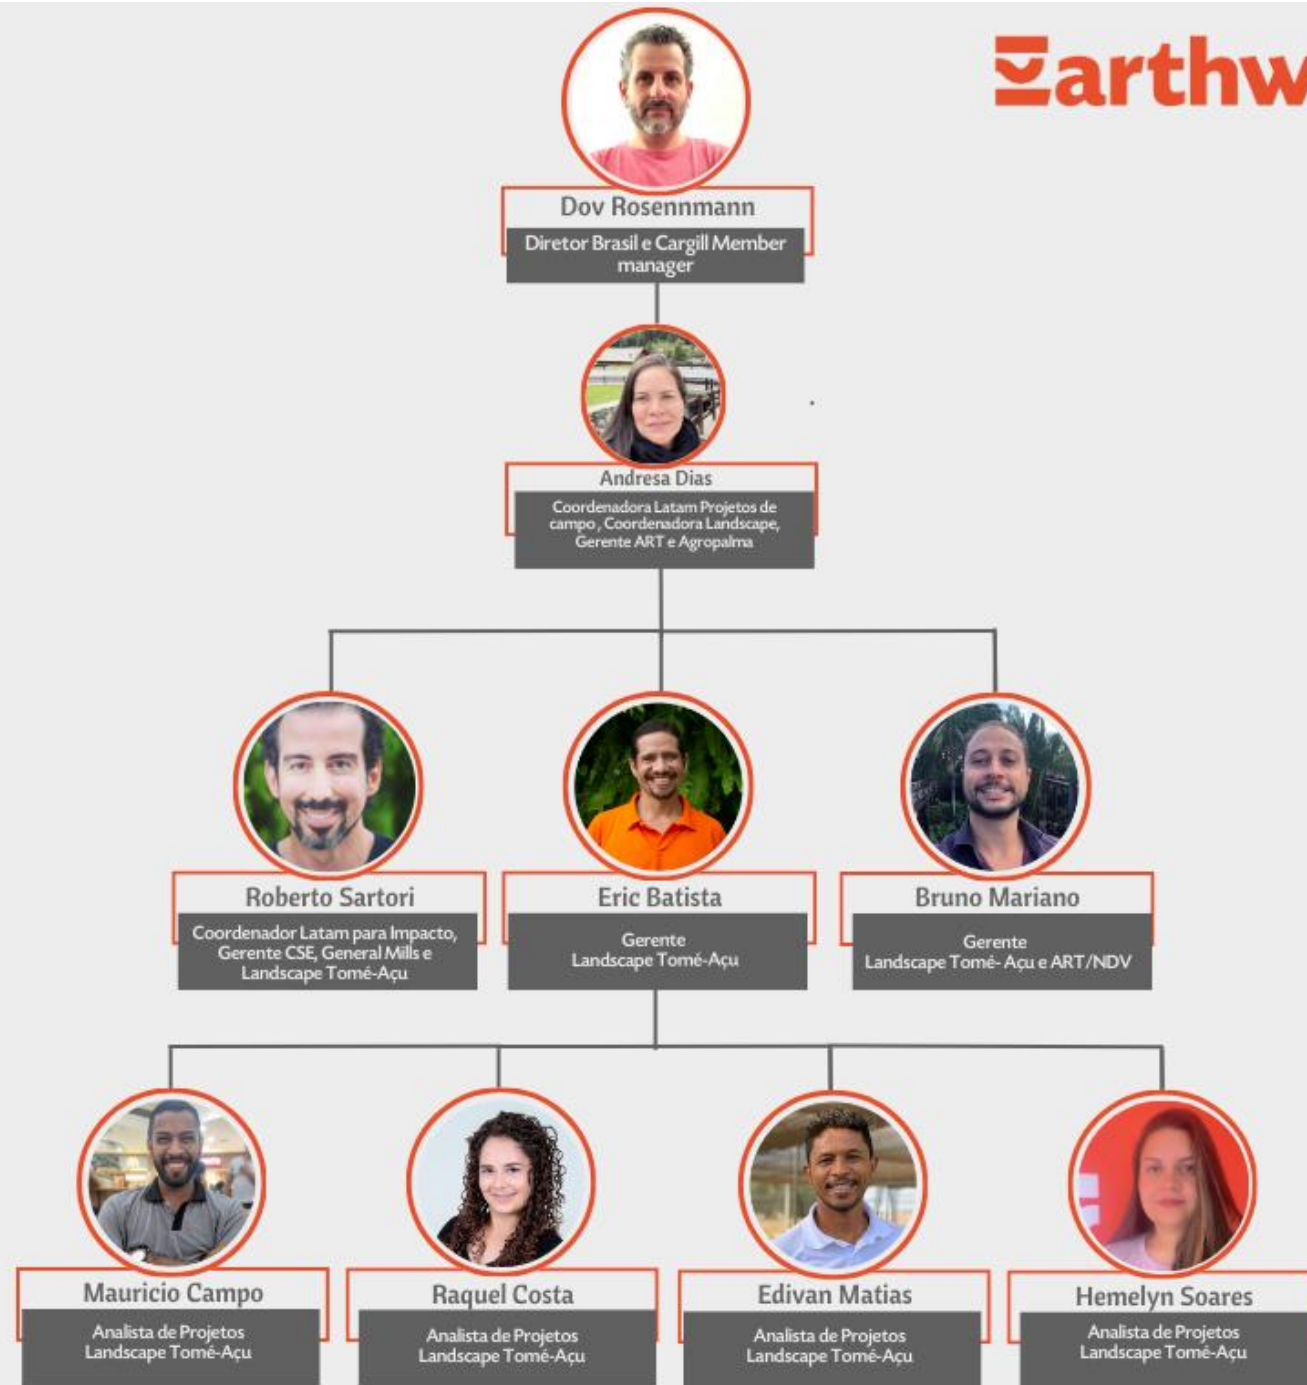 Earthw
Dov Rosennmann
Diretor Brasil e Cargill Member
manager
Andresa Dias
Coordenadora Latam Projetos de
campo , Coordenadora Landscape,
Gerente ART e Agropalma
Roberto Sartori
Coordenador Latam para Impacto,
Gerente CSE, General Mills e
Landscape Tomé-Açu
Eric Batista
Gerente
Landscape Tomé-Açu
Bruno Mariano
Gerente
Landscape Tomé- Açu e ART/NDV
Mauricio Campo
Analista de Projetos
Landscape Tomé-Açu
Raquel Costa
Analista de Projetos
Landscape Tomé-Açu
Edivan Matias
Analista de Projetos
Landscape Tomé-Açu
Hemelyn Soares
Analista de Projetos
Landscape Tomé-Açu